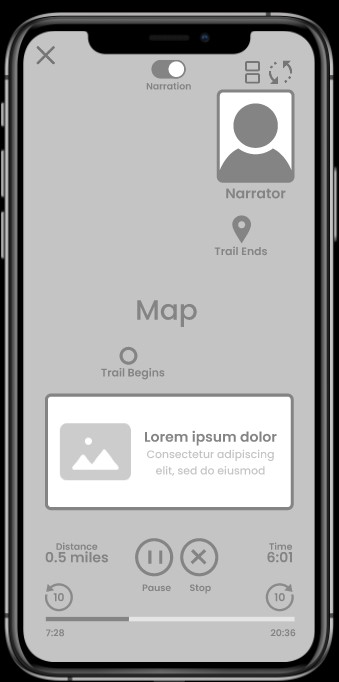 Narration
Narrator
Trail Ends
Map
Trail Begins
Lorem ipsum dolor
Consectetur adipiscing
elit, sed do eiusmod
Distance
0.5 miles
Time
6:01
10
10
Pause
Stop
7:28
20:36